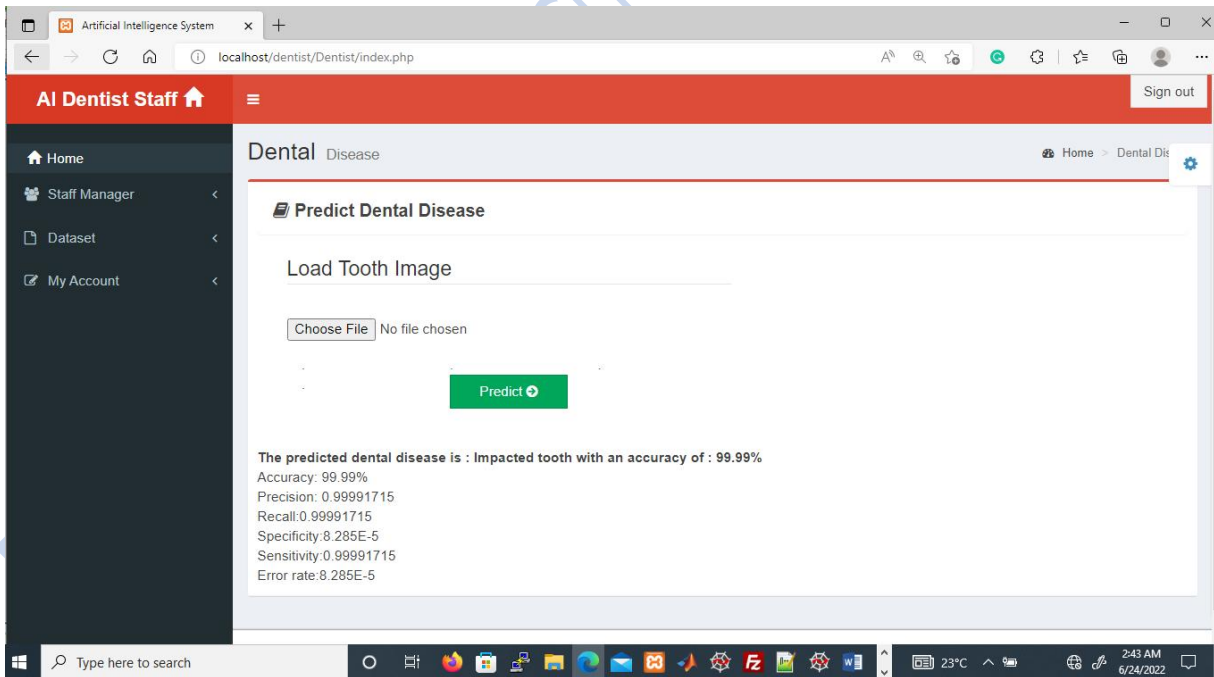 Artificial Intelligence System
localhost/dentist/Dentist/index.php
AI Dentist Staff
Sign out
Home
Staff Manager
Dataset
My Account
Dental Disease
Home > Dental Dis
Predict Dental Disease
Load Tooth Image
Choose File No file chosen
Predict
The predicted dental disease is : Impacted tooth with an accuracy of : 99.99%
Accuracy: 99.99%
Precision: 0.99991715
Recall:0.99991715
Specificity:8.285E-5
Sensitivity:0.99991715
Error rate:8.285E-5
Type here to search
23°C
2:43 AM
6/24/2022